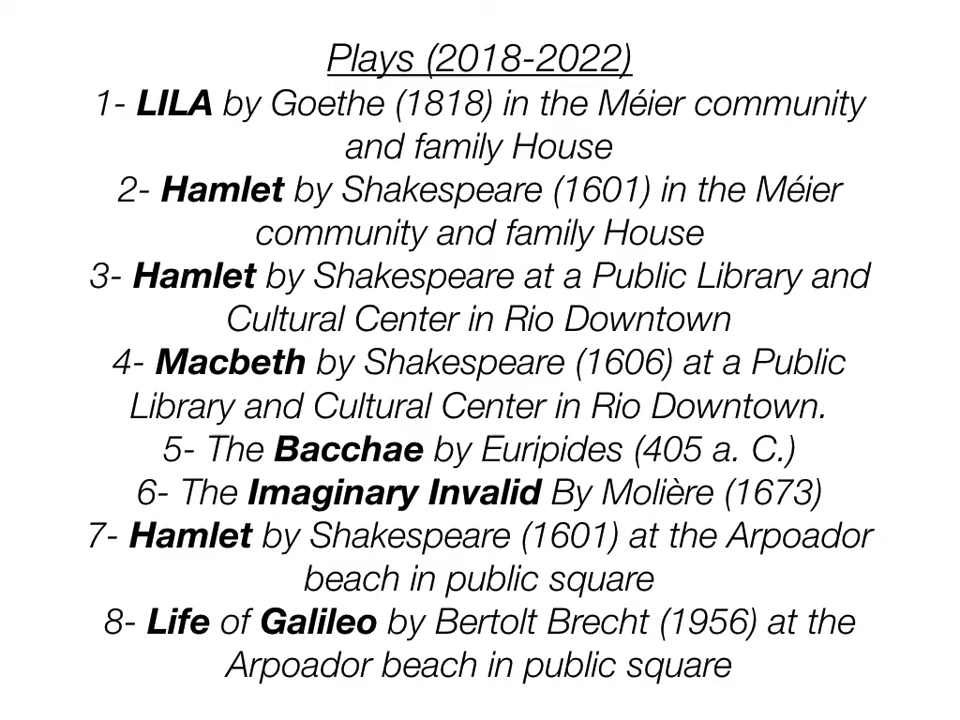 Plays (2018-2022)
1- LILA by Goethe (1818) in the Méier community
and family House
2- Hamlet by Shakespeare (1601) in the Méier
community and family House
3- Hamlet by Shakespeare at a Public Library and
Cultural Center in Rio Downtown
4- Macbeth by Shakespeare (1606) at a Public
Library and Cultural Center in Rio Downtown.
5- The Bacchae by Euripides (405 a. C.)
6- The Imaginary Invalid By Molière (1673)
7- Hamlet by Shakespeare (1601) at the Arpoador
beach in public square
8- Life of Galileo by Bertolt Brecht (1956) at the
Arpoador beach in public square